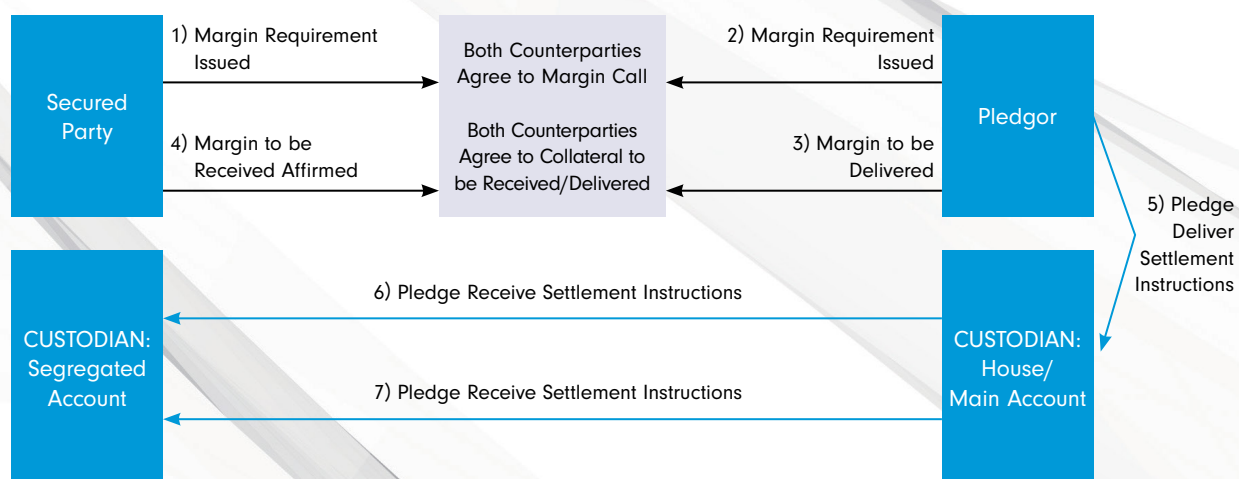 Secured
Party
1) Margin Requirement
Issued
Both Counterparties
Agree to Margin Call
2) Margin Requirement
Issued
Pledgor
4) Margin to be
Received Affirmed
Both Counterparties
Agree to Collateral to
be Received/Delivered
3) Margin to be
Delivered
5) Pledge
Deliver
Settlement
Instructions
CUSTODIAN:
Segregated
Account
6) Pledge Receive Settlement Instructions
7) Pledge Receive Settlement Instructions
CUSTODIAN:
House/
Main Account